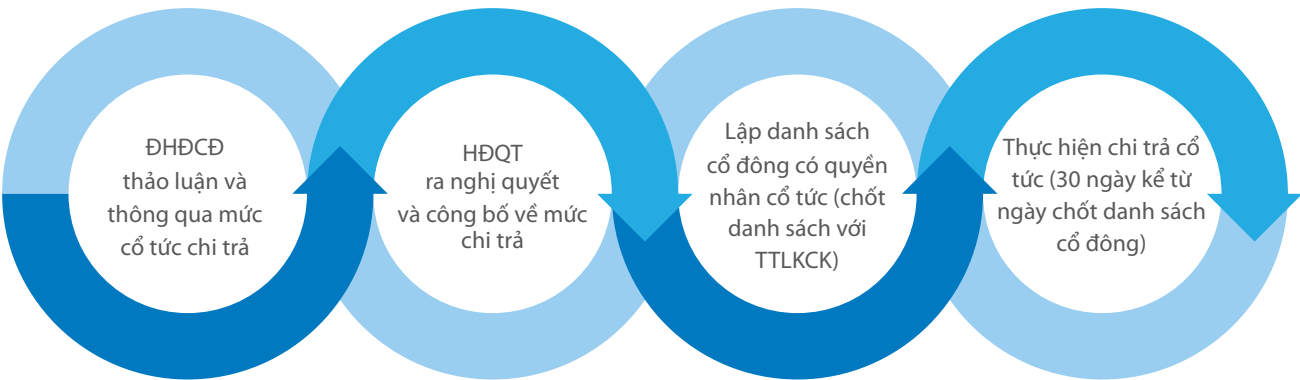 ĐHĐCĐ
thảo luận và
thông qua mức
cổ tức chi trả
HĐQT
ra nghị quyết
và công bố về mức
chi trả
Lập danh sách
cổ đông có quyền
nhân cổ tức (chốt
danh sách với
TTLKCK)
Thực hiện chi trả cổ
tức (30 ngày kể từ
ngày chốt danh sách
cổ đông)